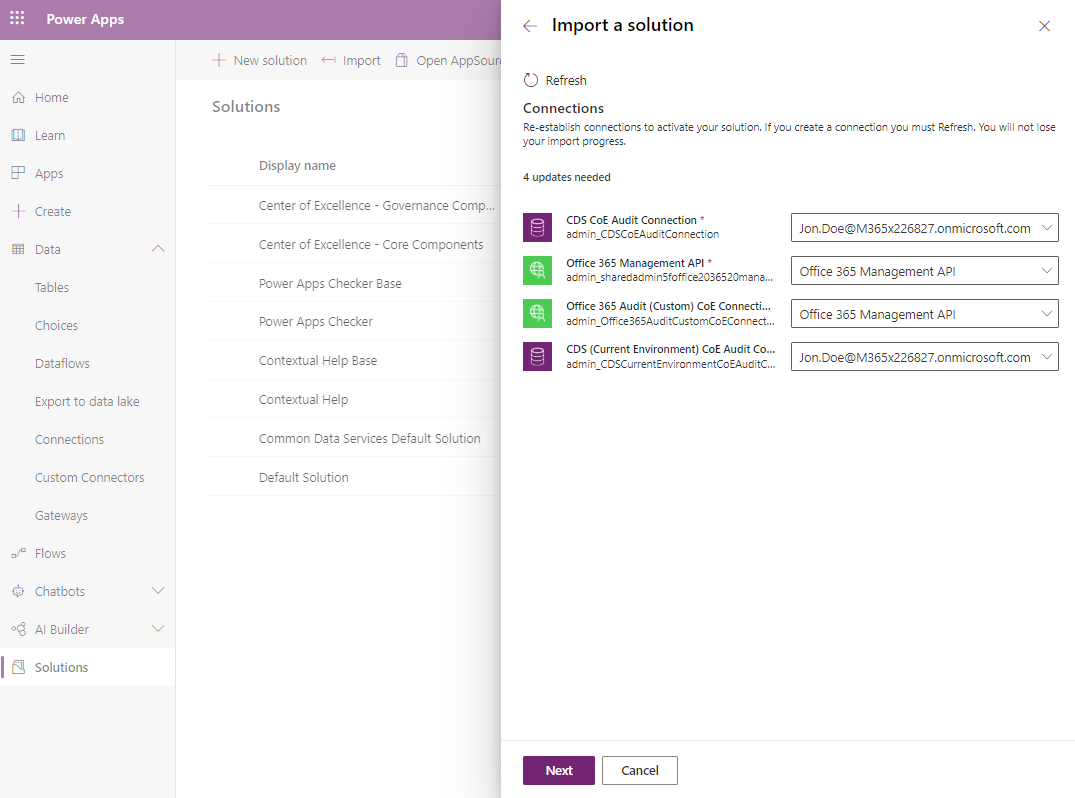 Power Apps
Home
Learn
Apps
Create
Data
Tables
Choices
Dataflows
Export to data lake
Connections
Custom Connectors
Gateways
Flows
Chatbots
AI Builder
Solutions
New solution
Import
Open AppSour
Solutions
Display name
Center of Excellence - Governance Comp...
Center of Excellence - Core Components
Power Apps Checker Base
Power Apps Checker
Contextual Help Base
Contextual Help
Common Data Services Default Solution
Default Solution
Import a solution
Refresh
Connections
Re-establish connections to activate your solution. If you create a connection you must Refresh. You will not lose
your import progress.
4 updates needed
CDS CoE Audit Connection *
admin_CDSCoEAuditConnection
Jon.Doe@M365x226827.onmicrosoft.com
Office 365 Management API *
admin_sharedadmin5foffice2036520mana...
Office 365 Management API
Office 365 Audit (Custom) CoE Connecti...
admin_Office365AuditCustomCoEConnect...
Office 365 Management API
CDS (Current Environment) CoE Audit Co...
admin_CDSCurrentEnvironmentCoEAuditC...
Jon.Doe@M365x226827.onmicrosoft.com
Next
Cancel